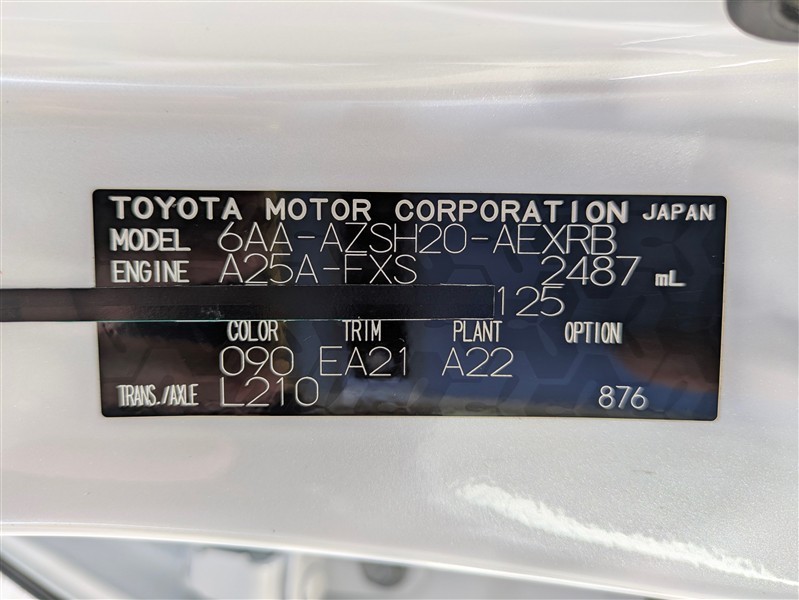 TOYOTA MOTOR CORPORATION JAPAN
MODEL 6AA-AZSH20-AEXRB
ENGINE A25A-FXS 2487 mL
125
COLOR TRIM PLANT OPTION
090 EA21 A22
TRANS./AXLE L210 876